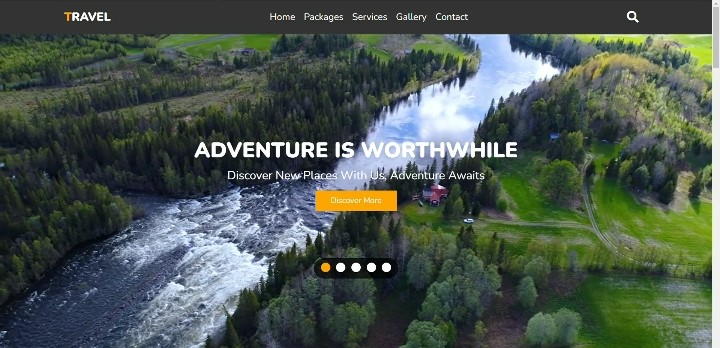 TRAVEL
Home Packages Services Gallery Contact
ADVENTURE IS WORTHWHILE
Discover New Places With Us, Adventure Awaits
Discover More